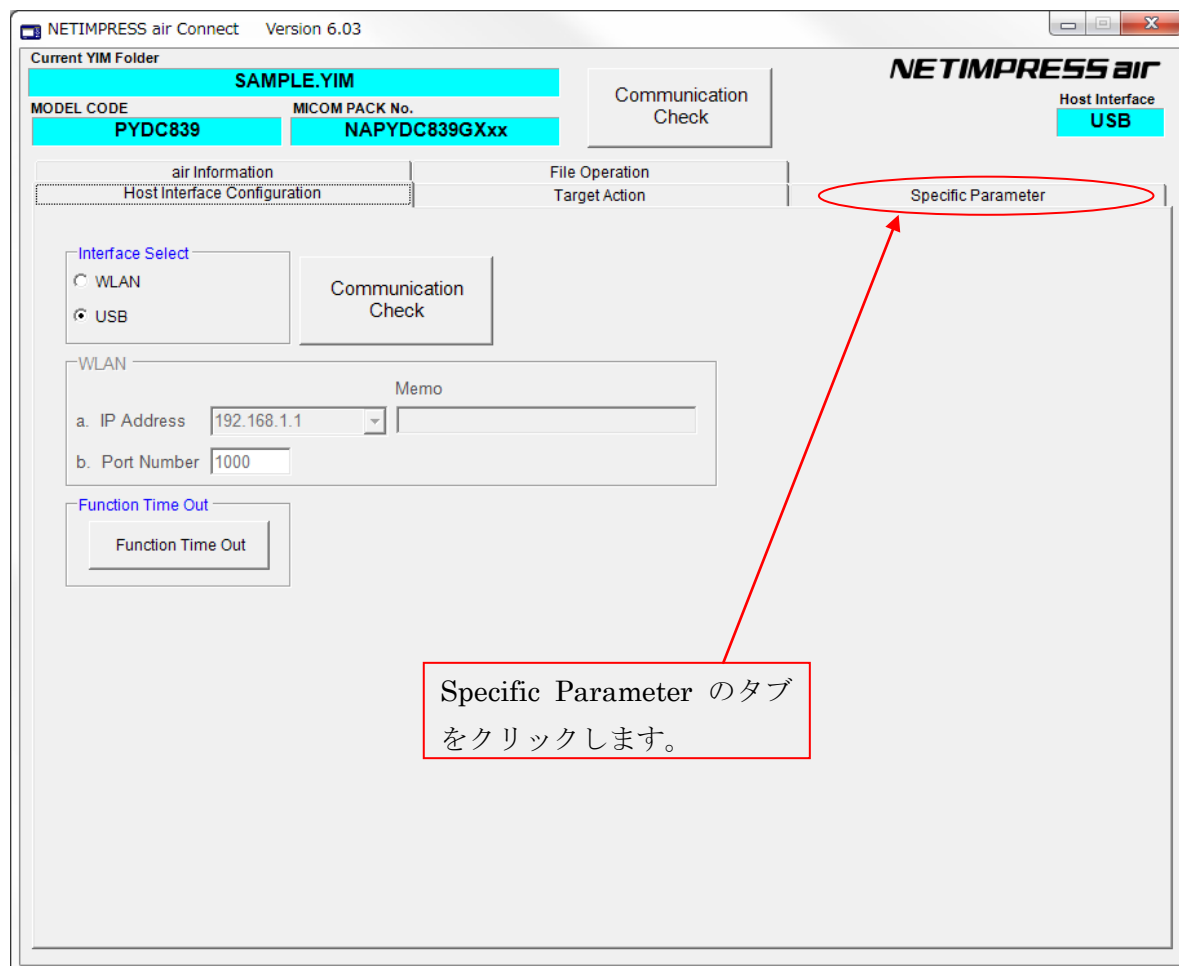 NETIMPRESS air Connect Version 6.03
Current YIM Folder
SAMPLE.YIM
MODEL CODE
MICOM PACK No.
PYDC839
NAPYDC839GXxx
Communication
Check
NETIMPRESS air
Host Interface
USB
air Information
File Operation
Host Interface Configuration
Target Action
Specific Parameter
Interface Select
WLAN
USB
Communication
Check
WLAN
Memo
a. IP Address 192.168.1.1
b. Port Number 1000
Function Time Out
Function Time Out
Specific Parameter のタブ
をクリックします。